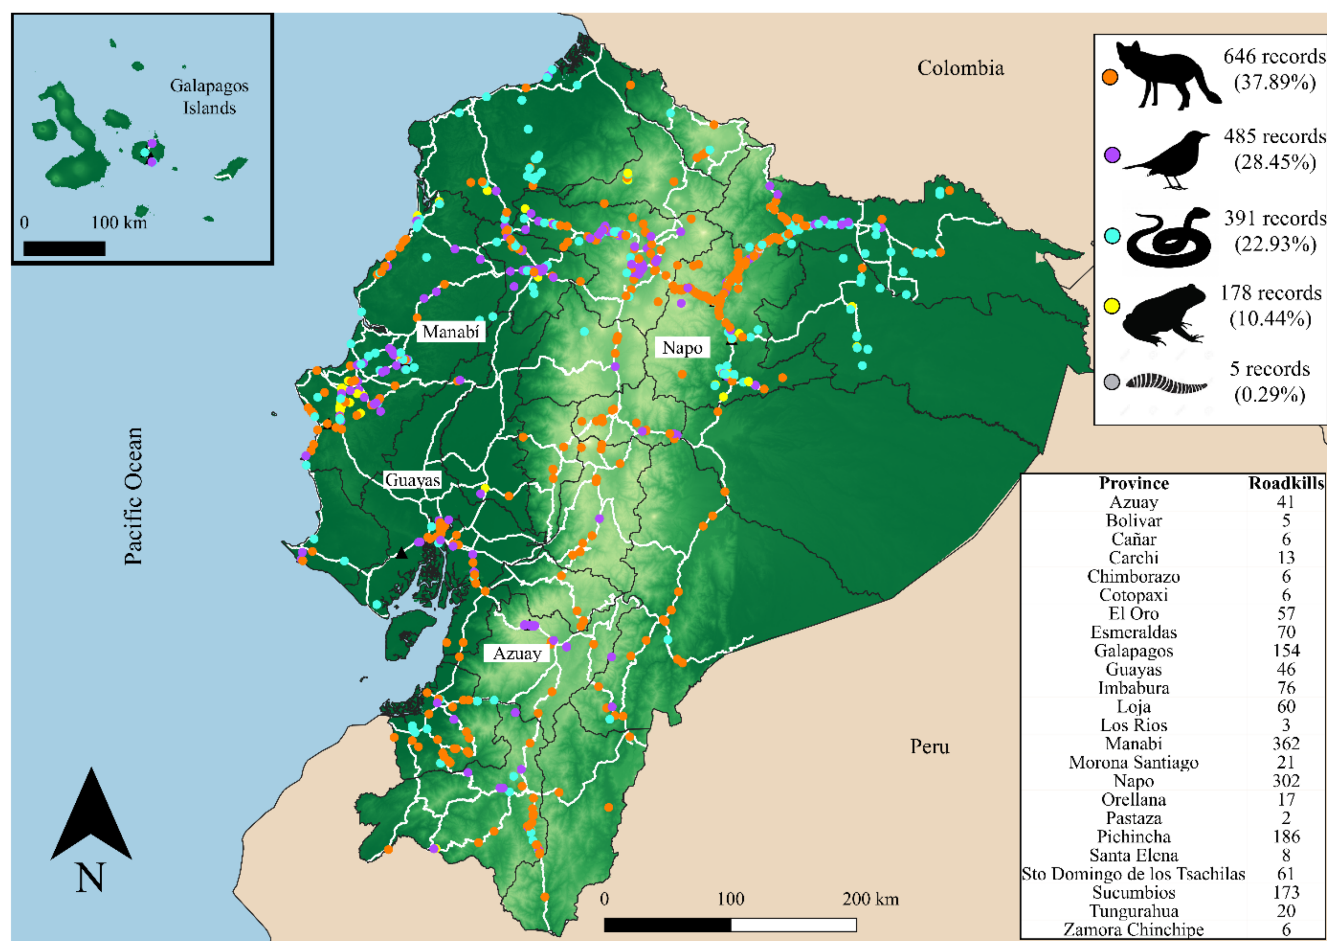 Galapagos
Islands
0
100 km
Colombia
646 records
(37.89%)
485 records
(28.45%)
391 records
(22.93%)
178 records
(10.44%)
5 records
(0.29%)
Manabí
Napo
Guayas
Azuay
Pacific Ocean
Peru
N
0
100
200 km
Province Roadkills
Azuay 41
Bolivar 5
Cañar 6
Carchi 13
Chimborazo 6
Cotopaxi 6
El Oro 57
Esmeraldas 70
Galapagos 154
Guayas 46
Imbabura 76
Loja 60
Los Rios 3
Manabi 362
Morona Santiago 21
Napo 302
Orellana 17
Pastaza 2
Pichincha 186
Santa Elena 8
Sto Domingo de los Tsachilas 61
Sucumbios 173
Tungurahua 20
Zamora Chinchipe 6